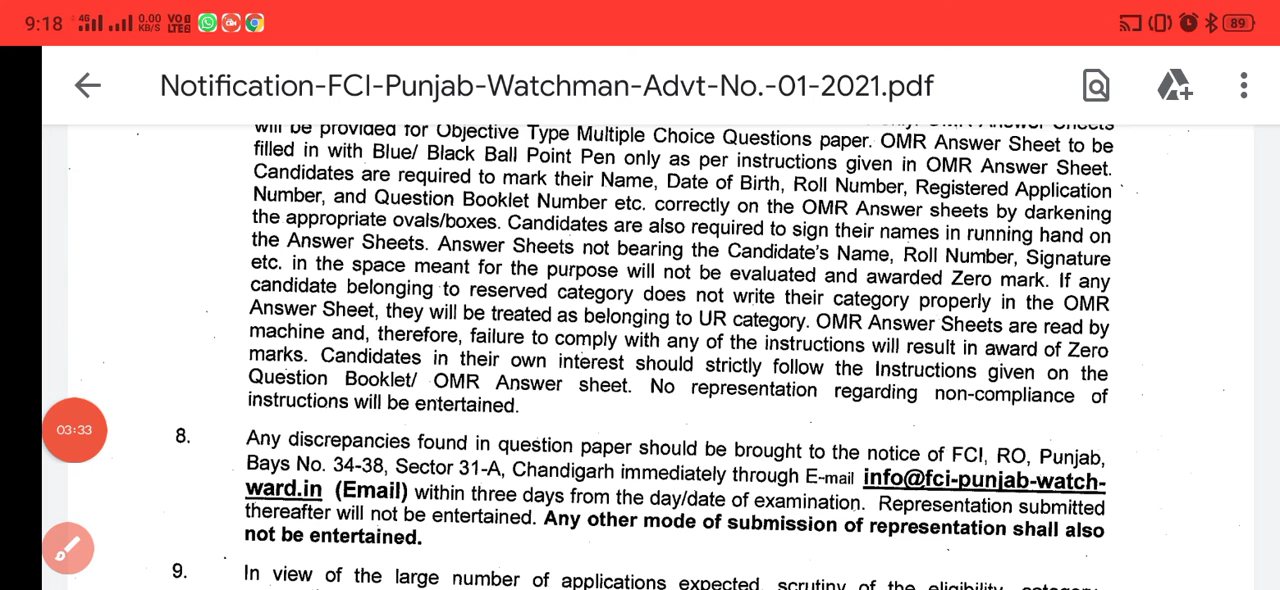 9:18 4G 0.00 KB/S VO LTE 89
Notification-FCI-Punjab-Watchman-Advt-No.-01-2021.pdf
will be provided for Objective Type Multiple Choice Questions paper. OMR Answer Sheet to be
filled in with Blue/ Black Ball Point Pen only as per instructions given in OMR Answer Sheet.
Candidates are required to mark their Name, Date of Birth, Roll Number, Registered Application
Number, and Question Booklet Number etc. correctly on the OMR Answer sheets by darkening
the appropriate ovals/boxes. Candidates are also required to sign their names in running hand on
the Answer Sheets. Answer Sheets not bearing the Candidate's Name, Roll Number, Signature
etc. in the space meant for the purpose will not be evaluated and awarded Zero mark. If any
candidate belonging to reserved category does not write their category properly in the OMR
Answer Sheet, they will be treated as belonging to UR category. OMR Answer Sheets are read by
machine and, therefore, failure to comply with any of the instructions will result in award of Zero
marks. Candidates in their own interest should strictly follow the Instructions given on the
Question Booklet/ OMR Answer sheet. No representation regarding non-compliance of
instructions will be entertained.
03:33
8. Any discrepancies found in question paper should be brought to the notice of FCI, RO, Punjab,
Bays No. 34-38, Sector 31-A, Chandigarh immediately through E-mail info@fci-punjab-watch-
ward.in (Email) within three days from the day/date of examination. Representation submitted
thereafter will not be entertained. Any other mode of submission of representation shall also
not be entertained.
9. In view of the large number of applications expected, scrutiny of the eligibility, category,